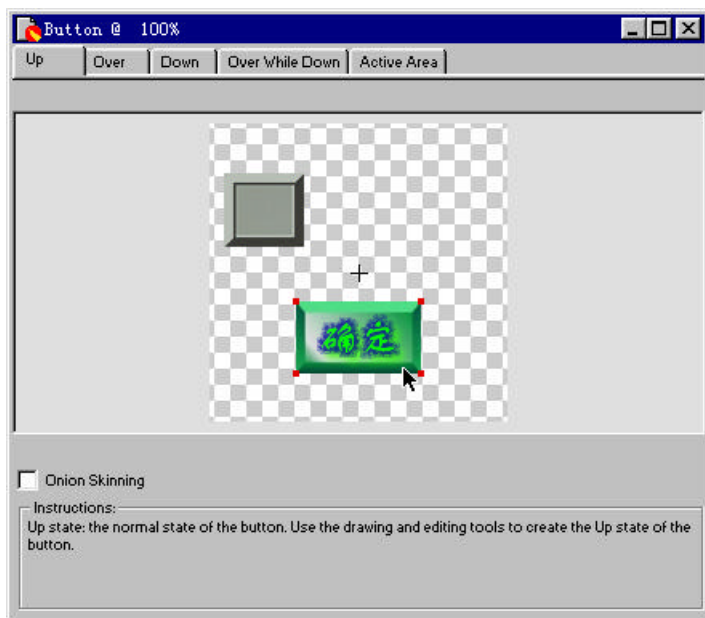 Button @ 100%
Up Over Down Over While Down Active Area
确定
Onion Skinning
Instructions:
Up state: the normal state of the button. Use the drawing and editing tools to create the Up state of the
button.